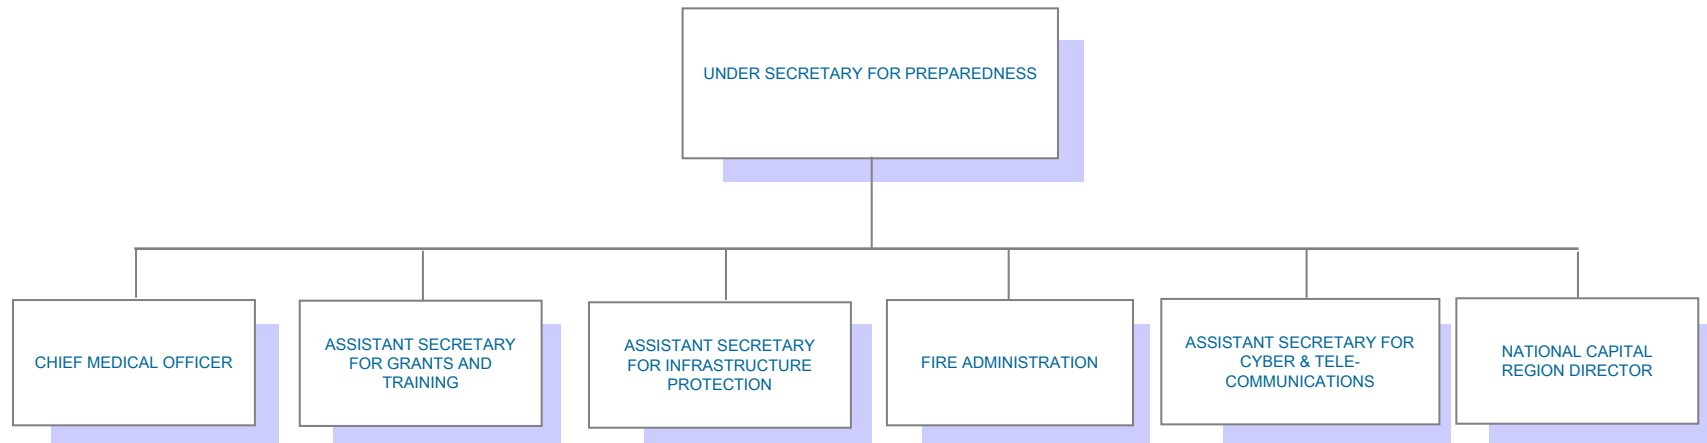 UNDER SECRETARY FOR PREPAREDNESS
CHIEF MEDICAL OFFICER
ASSISTANT SECRETARY
FOR GRANTS AND
TRAINING
ASSISTANT SECRETARY
FOR INFRASTRUCTURE
PROTECTION
FIRE ADMINISTRATION
ASSISTANT SECRETARY FOR
CYBER & TELE-
COMMUNICATIONS
NATIONAL CAPITAL
REGION DIRECTOR